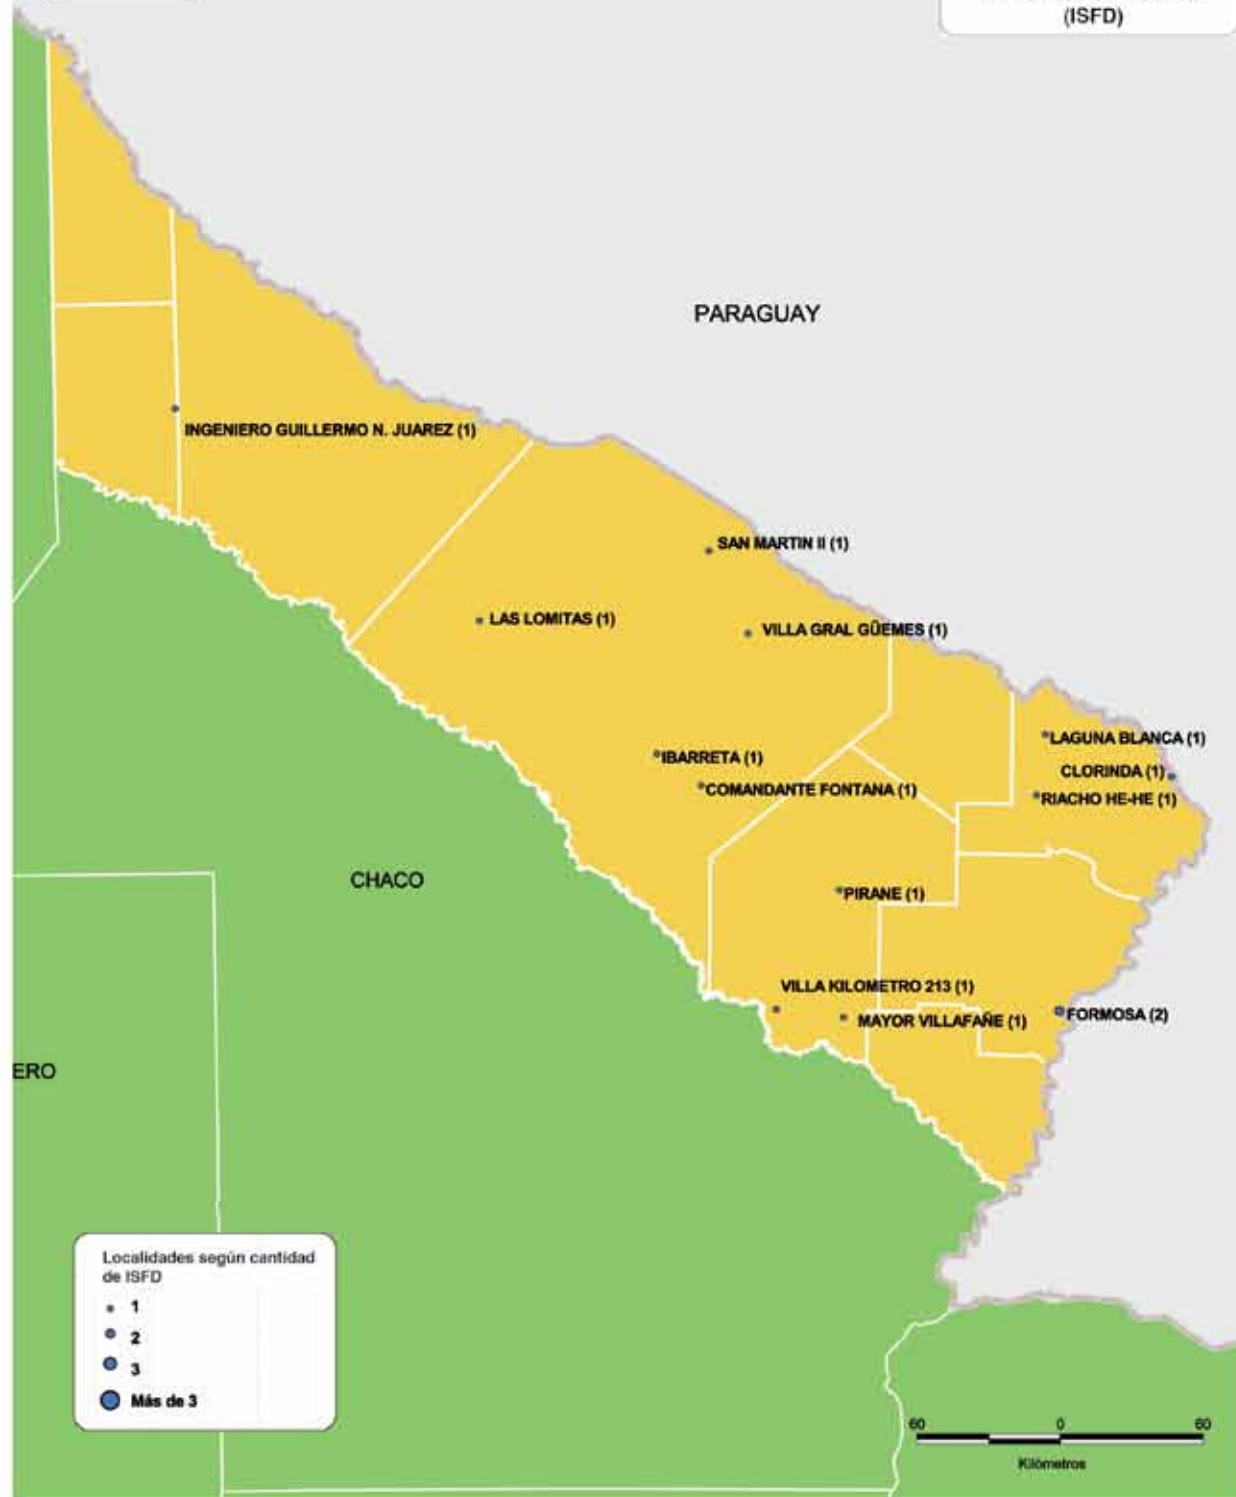 (ISFD)
PARAGUAY
INGENIERO GUILLERMO N. JUAREZ (1)
SAN MARTIN II (1)
LAS LOMITAS (1)
VILLA GRAL GÜEMES (1)
LAGUNA BLANCA (1)
IBARRETA (1)
CLORINDA (1)
COMANDANTE FONTANA (1)
RIACHO HE-HE (1)
CHACO
PIRANE (1)
VILLA KILOMETRO 213 (1)
FORMOSA (2)
MAYOR VILLAFAÑE (1)
ERO
Localidades según cantidad
de ISFD
1
2
3
Más de 3
60 0 60
Kilómetros